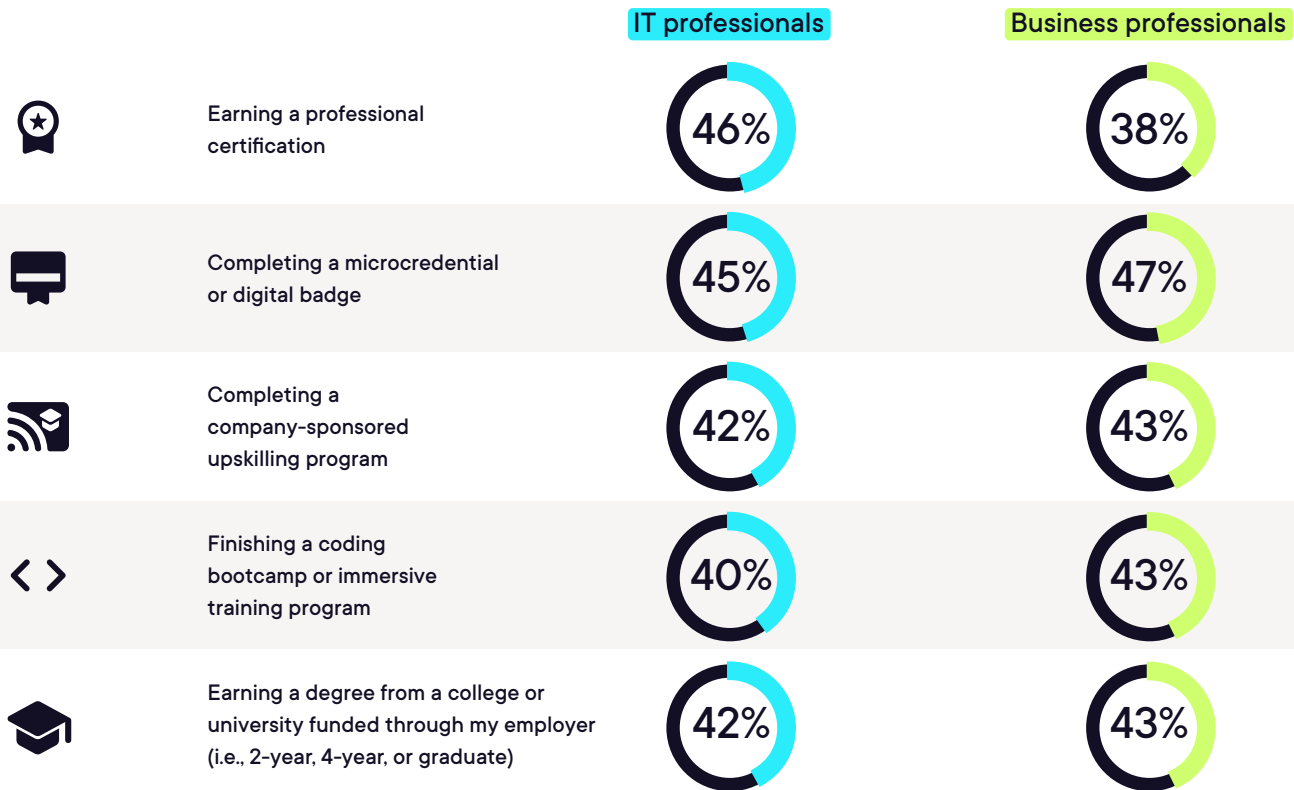 IT professionals
Business professionals
Earning a professional
certification
46%
38%
Completing a microcredential
or digital badge
45%
47%
Completing a
company-sponsored
upskilling program
42%
43%
Finishing a coding
bootcamp or immersive
training program
40%
43%
Earning a degree from a college or
university funded through my employer
(i.e., 2-year, 4-year, or graduate)
42%
43%